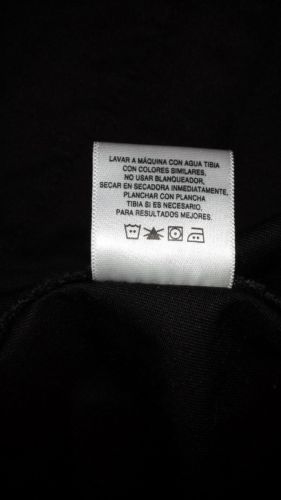 LAVAR A MÁQUINA CON AGUA TIBIA
CON COLORES SIMILARES,
NO USAR BLANQUEADOR,
SECAR EN SECADORA INMEDIATAMENTE,
PLANCHAR CON PLANCHA
TIBIA SI ES NECESARIO.
PARA RESULTADOS MEJORES.